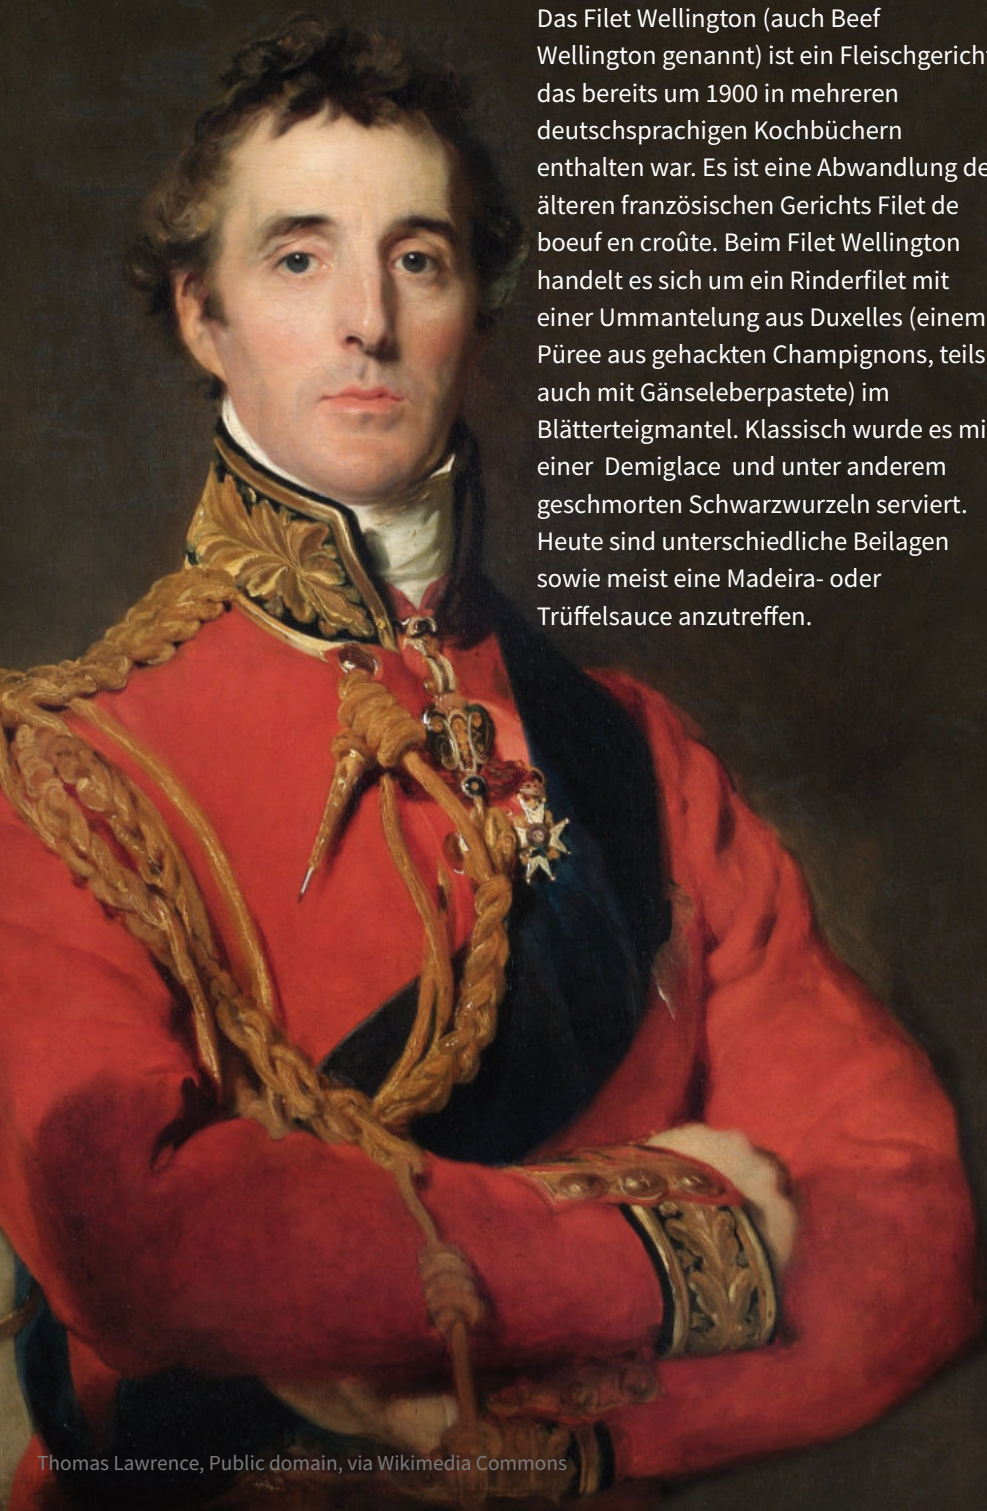 Das Filet Wellington (auch Beef
Wellington genannt) ist ein Fleischgericht
das bereits um 1900 in mehreren
deutschsprachigen Kochbüchern
enthalten war. Es ist eine Abwandlung de
älteren französischen Gerichts Filet de
boeuf en croûte. Beim Filet Wellington
handelt es sich um ein Rinderfilet mit
einer Ummantelung aus Duxelles (einem
Püree aus gehackten Champignons, teils
auch mit Gänseleberpastete) im
Blätterteigmantel. Klassisch wurde es mi
einer Demiglace und unter anderem
geschmorten Schwarzwurzeln serviert.
Heute sind unterschiedliche Beilagen
sowie meist eine Madeira- oder
Trüffelsauce anzutreffen.
Thomas Lawrence, Public domain, via Wikimedia Commons